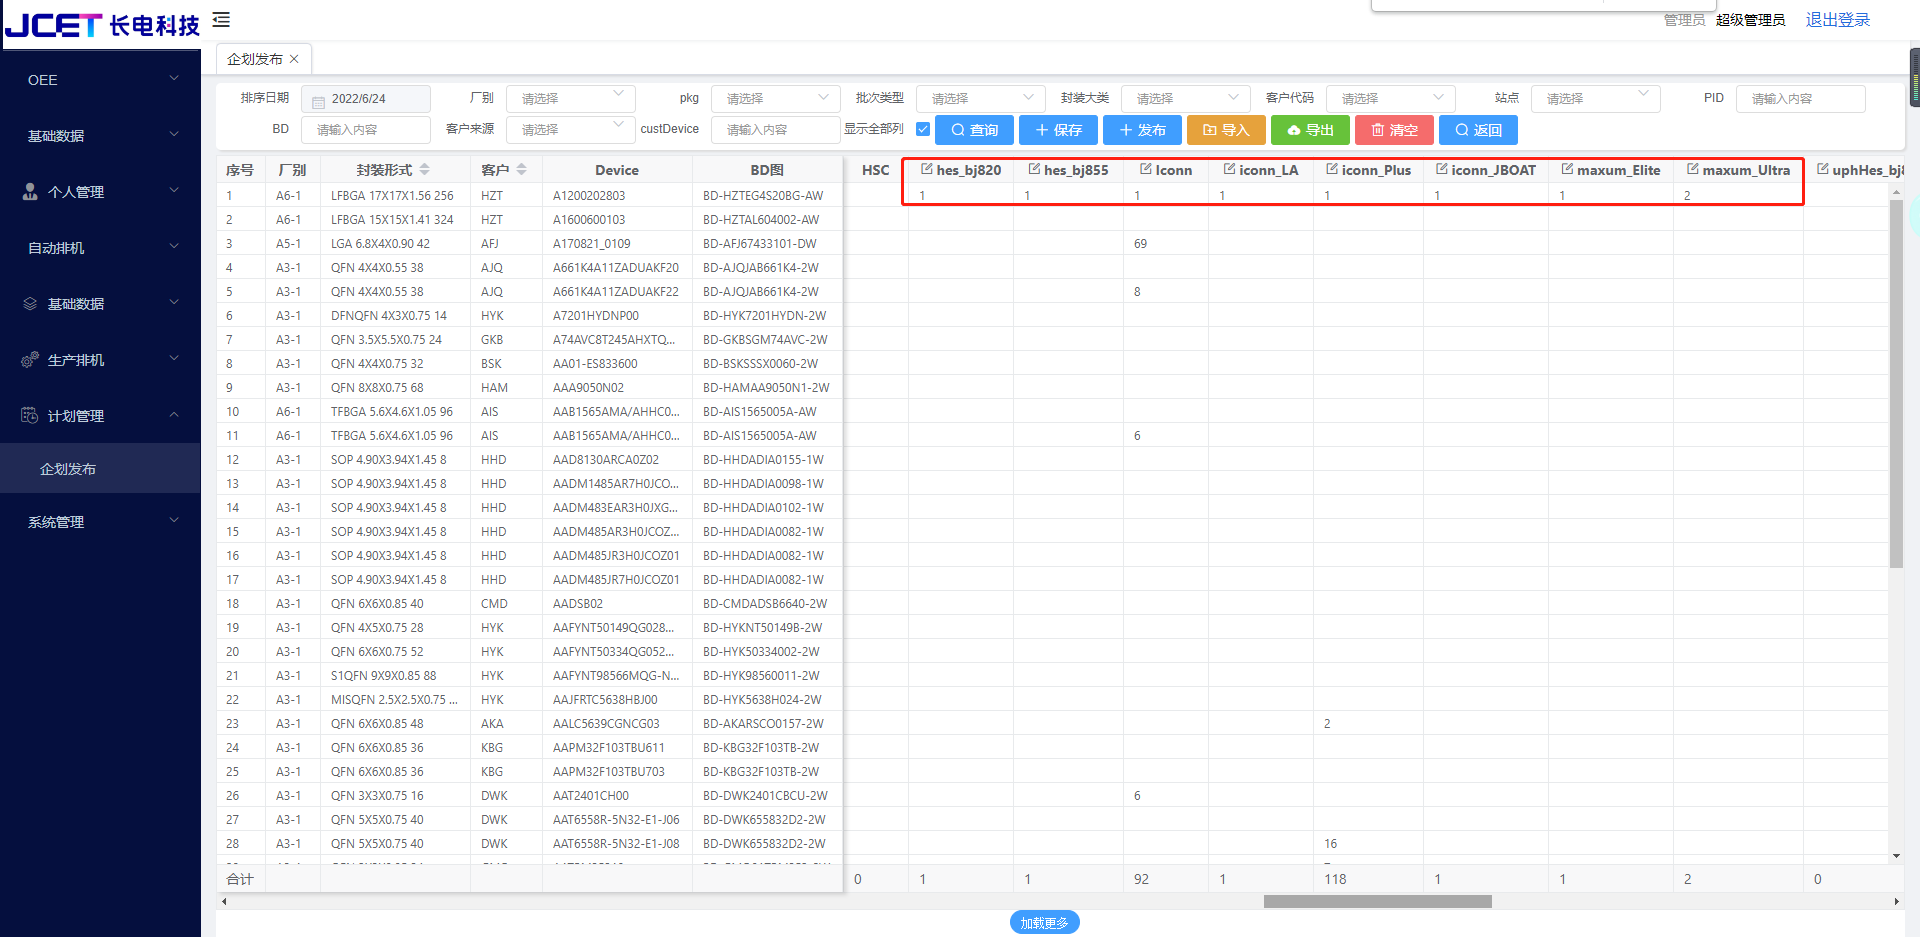 JCET 长电科技
管理员 超级管理员 退出登录
OEE
基础数据
个人管理
自动排机
基础数据
生产排机
计划管理
企划发布
系统管理
企划发布
排序日期 2022/6/24 厂别 请选择 pkg 请选择 批次类型 请选择 封装大类 请选择 客户代码 请选择 站点 请选择 PID 请输入内容
BD 请输入内容 客户来源 请选择 custDevice 请输入内容 显示全部列 查询 保存 发布 导入 导出 清空 返回
序号 厂别 封装形式 客户 Device BD图 HSC hes_bj820 hes_bj855 Iconn iconn_LA iconn_Plus iconn_JBOAT maxum_Elite maxum_Ultra uphHes_bj8
1 A6-1 LFBGA 17X17X1.56 256 HZT A1200202803 BD-HZTEG4S20BG-AW 1 1 1 1 1 1 1 2
2 A6-1 LFBGA 15X15X1.41 324 HZT A1600600103 BD-HZTAL604002-AW
3 A5-1 LGA 6.8X4X0.90 42 AFJ A170821_0109 BD-AFJ67433101-DW 69
4 A3-1 QFN 4X4X0.55 38 AJQ A661K4A11ZADUAKF20 BD-AJQJAB661K4-2W
5 A3-1 QFN 4X4X0.55 38 AJQ A661K4A11ZADUAKF22 BD-AJQJAB661K4-2W 8
6 A3-1 DFNQFN 4X3X0.75 14 HYK A7201HYDNP00 BD-HYK7201HYDN-2W
7 A3-1 QFN 3.5X5.5X0.75 24 GKB A74AVC8T245AHXTQ... BD-GKBSGM74AVC-2W
8 A3-1 QFN 4X4X0.75 32 BSK AA01-ES833600 BD-BSKSSSX0060-2W
9 A3-1 QFN 8X8X0.75 68 HAM AAA9050N02 BD-HAMAA9050N1-2W
10 A6-1 TFBGA 5.6X4.6X1.05 96 AIS AAB1565AMA/AHHC0... BD-AIS1565005A-AW
11 A6-1 TFBGA 5.6X4.6X1.05 96 AIS AAB1565AMA/AHHC0... BD-AIS1565005A-AW 6
12 A3-1 SOP 4.90X3.94X1.45 8 HHD AAD8130ARCA0Z02 BD-HHDADIA0155-1W
13 A3-1 SOP 4.90X3.94X1.45 8 HHD AADM1485AR7H0JCO... BD-HHDADIA0098-1W
14 A3-1 SOP 4.90X3.94X1.45 8 HHD AADM483EAR3H0JXG... BD-HHDADIA0102-1W
15 A3-1 SOP 4.90X3.94X1.45 8 HHD AADM485AR3H0JCOZ... BD-HHDADIA0082-1W
16 A3-1 SOP 4.90X3.94X1.45 8 HHD AADM485JR3H0JCOZ01 BD-HHDADIA0082-1W
17 A3-1 SOP 4.90X3.94X1.45 8 HHD AADM485JR7H0JCOZ01 BD-HHDADIA0082-1W
18 A3-1 QFN 6X6X0.85 40 CMD AADSB02 BD-CMDADSB6640-2W
19 A3-1 QFN 4X5X0.75 28 HYK AAFYNT50149QG028... BD-HYKNT50149B-2W
20 A3-1 QFN 6X6X0.75 52 HYK AAFYNT50334QG052... BD-HYK50334002-2W
21 A3-1 S1QFN 9X9X0.85 88 HYK AAFYNT98566MQG-N... BD-HYK98560011-2W
22 A3-1 MISQFN 2.5X2.5X0.75 ... HYK AAJFRTC5638HBJ00 BD-HYK5638H024-2W
23 A3-1 QFN 6X6X0.85 48 AKA AALC5639CGNCG03 BD-AKARSCO0157-2W 2
24 A3-1 QFN 6X6X0.85 36 KBG AAPM32F103TBU611 BD-KBG32F103TB-2W
25 A3-1 QFN 6X6X0.85 36 KBG AAPM32F103TBU703 BD-KBG32F103TB-2W
26 A3-1 QFN 3X3X0.75 16 DWK AAT2401CH00 BD-DWK2401CBCU-2W 6
27 A3-1 QFN 5X5X0.75 40 DWK AAT6558R-5N32-E1-J06 BD-DWK655832D2-2W
28 A3-1 QFN 5X5X0.75 40 DWK AAT6558R-5N32-E1-J08 BD-DWK655832D2-2W 16
合计 0 1 1 92 1 118 1 1 2 0
加载更多